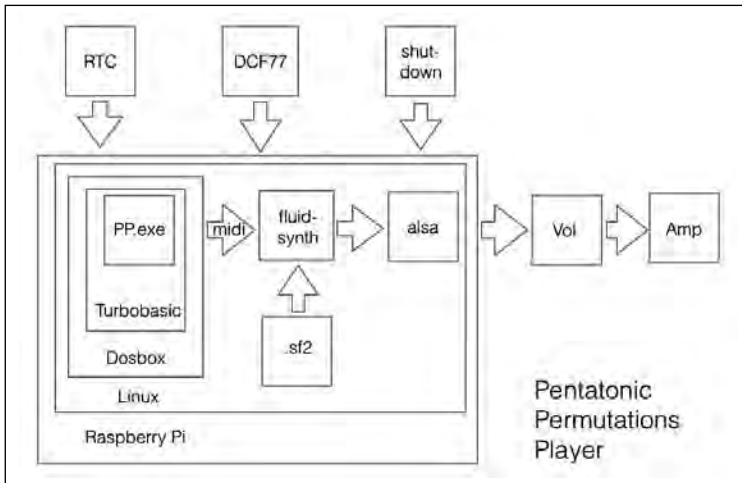 RTC
DCF77
shut-
down
PP.exe
midi
fluid-
synth
alsa
Vol
Amp
Turbobasic
.sf2
Dosbox
Linux
Raspberry Pi
Pentatonic
Permutations
Player